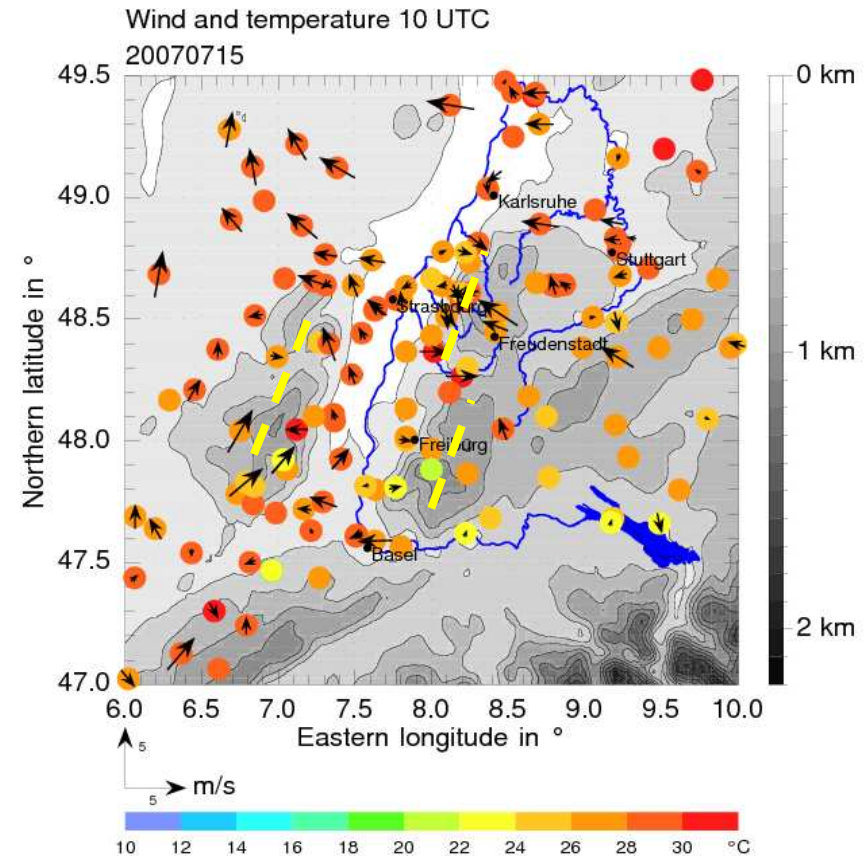 Wind and temperature 10 UTC
20070715
49.5
49.0
48.5
48.0
47.5
47.0
Northern latitude in °
Karlsruhe
Stuttgart
Strasbourg
Freudenstadt
Freiburg
Basel
6.0 6.5 7.0 7.5 8.0 8.5 9.0 9.5 10.0
Eastern longitude in °
0 km
1 km
2 km
5
5
m/s
10 12 14 16 18 20 22 24 26 28 30 °C